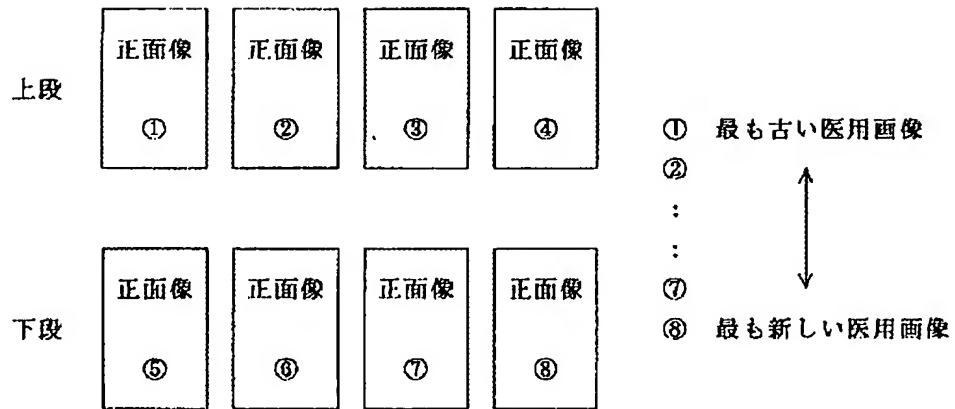 上段
正面像 正面像 正面像 正面像
① ② ③ ④
下段
正面像 正面像 正面像 正面像
⑤ ⑥ ⑦ ⑧
① 最も古い医用画像
②
:
:
⑦
⑧ 最も新しい医用画像